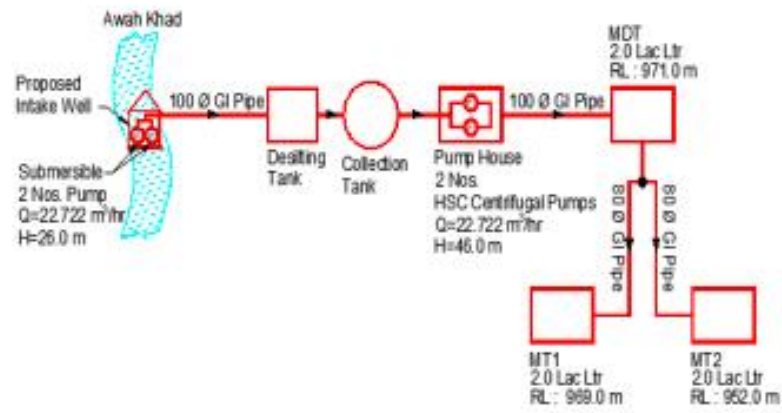 Awah Khad
Proposed
Intake Well
Submersible
2 Nos. Pump
Q=22.722 m³/hr
H=26.0 m
100 Ø GI Pipe
Desilting
Tank
Collection
Tank
Pump House
2 Nos.
HSC Centrifugal Pumps
Q=22.722 m³/hr
H=46.0 m
100 Ø GI Pipe
MDT
2.0 Lac Ltr
RL : 971.0 m
80 Ø GI Pipe
80 Ø GI Pipe
MT1
2.0 Lac Ltr
RL : 969.0 m
MT2
2.0 Lac Ltr
RL : 952.0 m